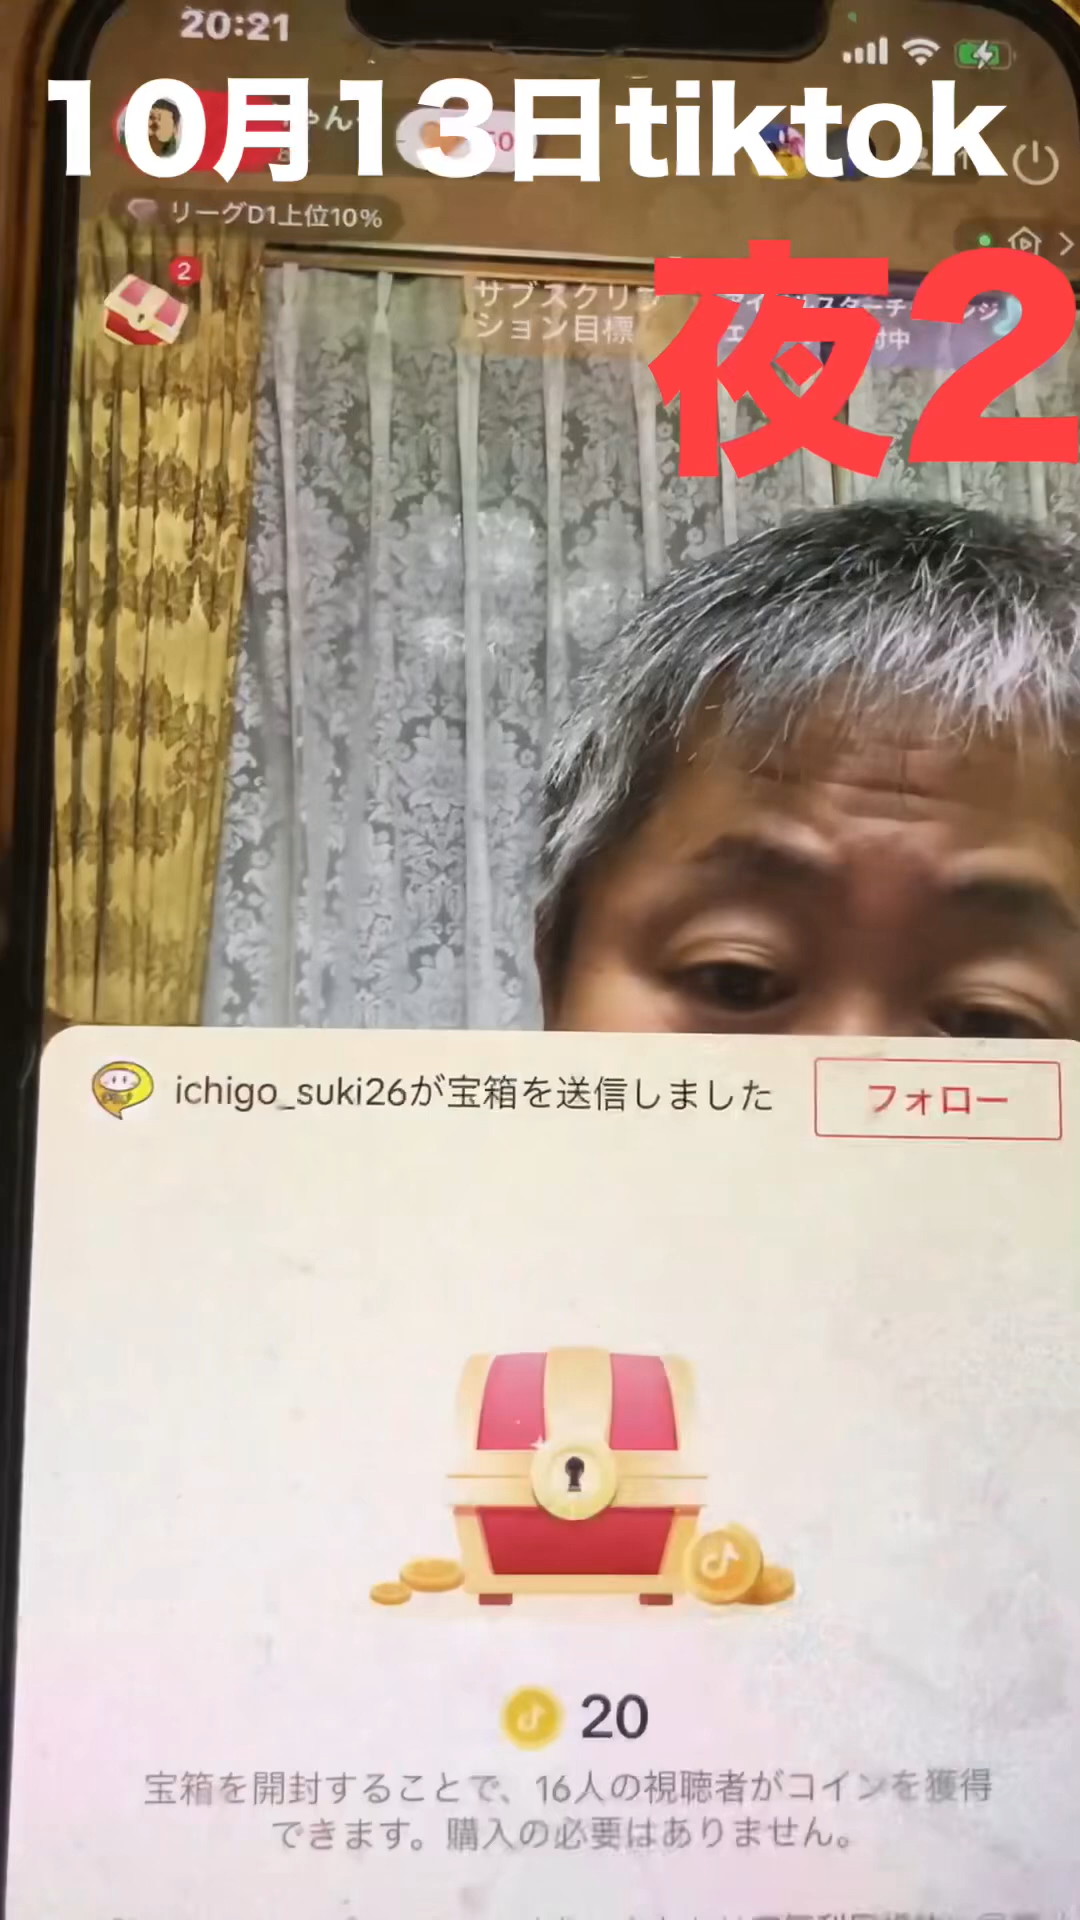 20:21
10月13日tiktok
リーグD1上位10%
2
サブスクリプ
ション目標
夜2
ichigo_suki26が宝箱を送信しました
フォロー
20
宝箱を開封することで、16人の視聴者がコインを獲得
できます。購入の必要はありません。